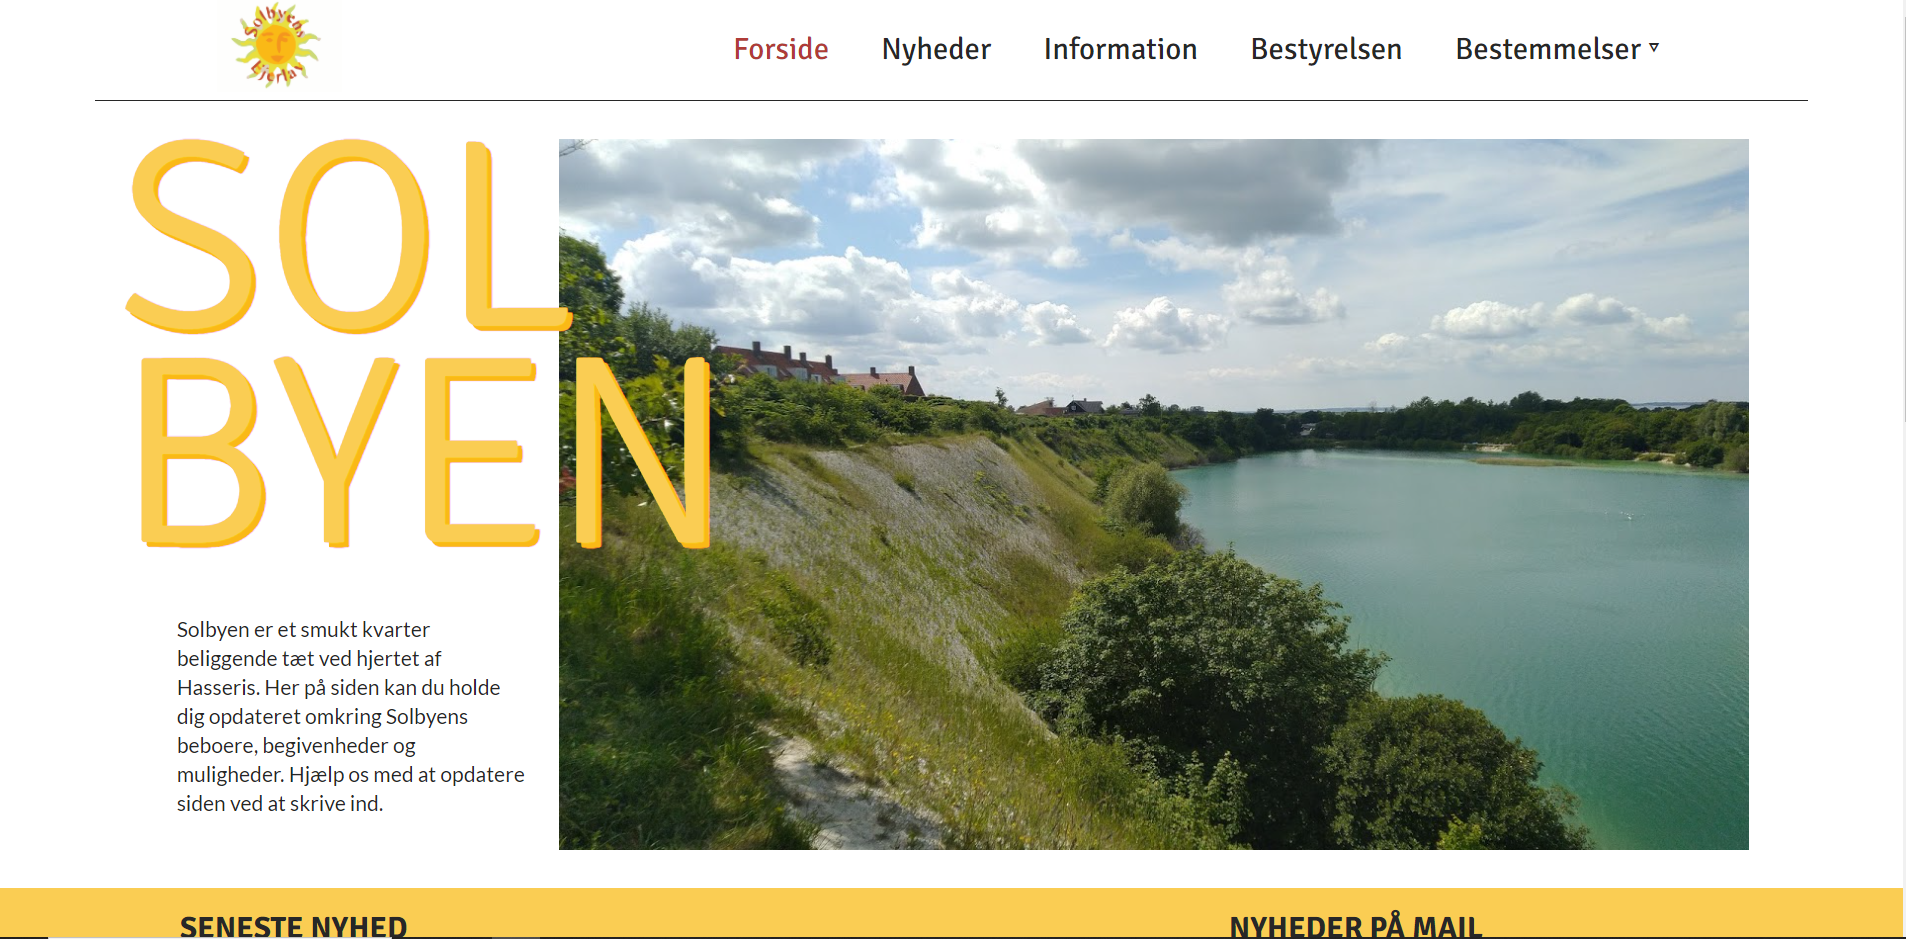 Solbyens
Ejerlav
Forside Nyheder Information Bestyrelsen Bestemmelser ▿
SOL
BYEN
Solbyen er et smukt kvarter
beliggende tæt ved hjertet af
Hasseris. Her på siden kan du holde
dig opdateret omkring Solbyens
beboere, begivenheder og
muligheder. Hjælp os med at opdatere
siden ved at skrive ind.
SENESTE NYHED NYHEDER PÅ MAIL